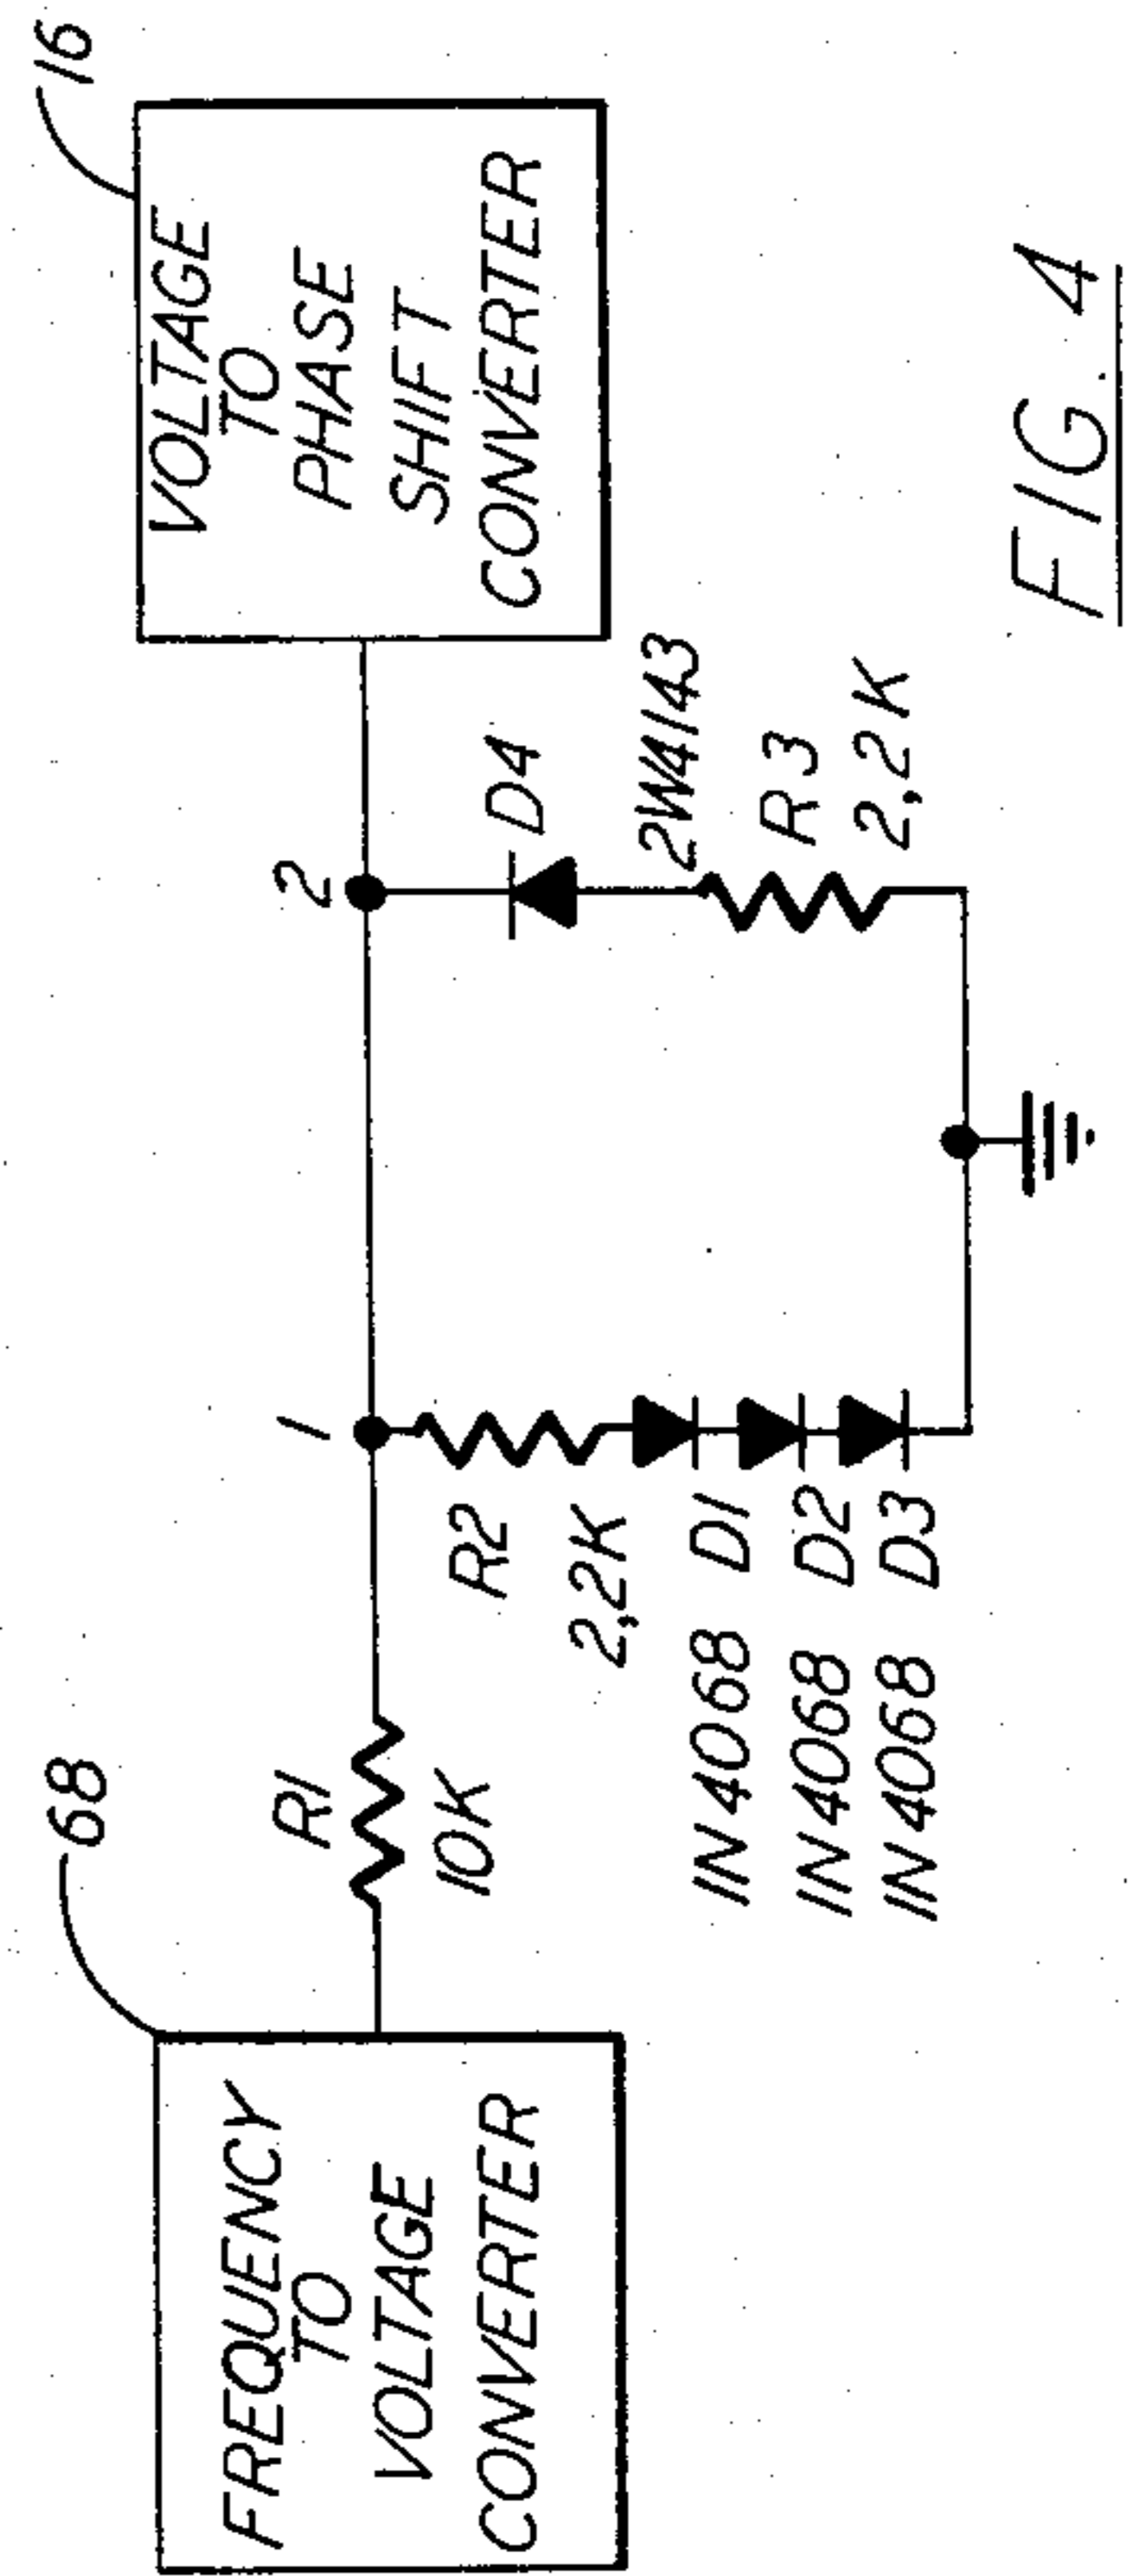 68
FREQUENCY
TO
VOLTAGE
CONVERTER
R1
10K
1
R2
2,2K
IN4068 D1
IN4068 D2
IN4068 D3
2
D4
2W4143
R3
2,2K
16
VOLTAGE
TO
PHASE
SHIFT
CONVERTER
FIG. 4